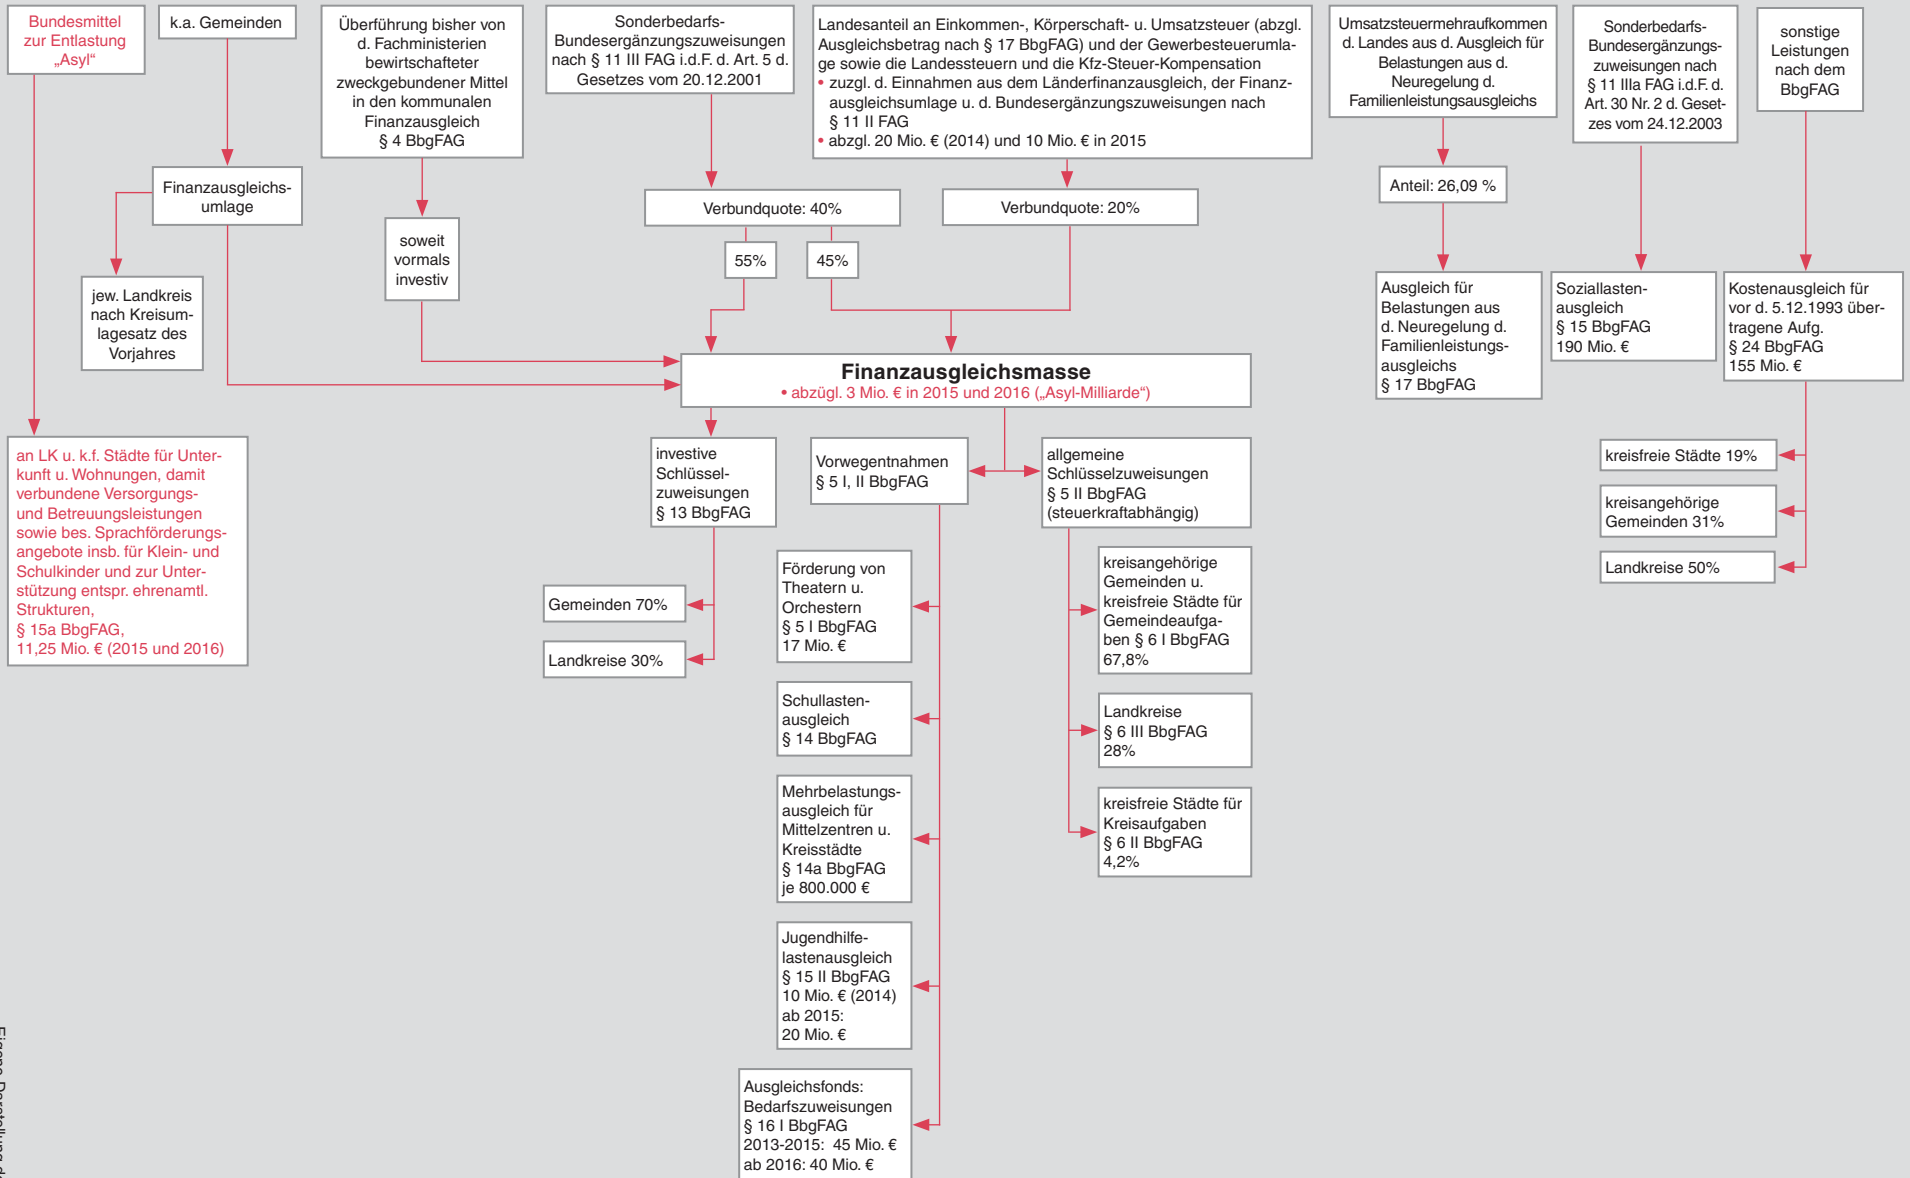 Bundesmittel
zur Entlastung
„Asyl“
k.a. Gemeinden
Überführung bisher von
d. Fachministerien
bewirtschafteter
zweckgebundener Mittel
in den kommunalen
Finanzausgleich
§ 4 BbgFAG
Sonderbedarfs-
Bundesergänzungszuweisungen
nach § 11 III FAG i.d.F. d. Art. 5 d.
Gesetzes vom 20.12.2001
Landesanteil an Einkommen-, Körperschaft- u. Umsatzsteuer (abzgl.
Ausgleichsbetrag nach § 17 BbgFAG) und der Gewerbesteuerumla-
ge sowie die Landessteuern und die Kfz-Steuer-Kompensation
• zuzgl. d. Einnahmen aus dem Länderfinanzausgleich, der Finanz-
ausgleichsumlage u. d. Bundesergänzungszuweisungen nach
§ 11 II FAG
• abzgl. 20 Mio. € (2014) und 10 Mio. € in 2015
Umsatzsteuermehraufkommen
d. Landes aus d. Ausgleich für
Belastungen aus d.
Neuregelung d.
Familienleistungsausgleichs
Sonderbedarfs-
Bundesergänzungs-
zuweisungen nach
§ 11 IIIa FAG i.d.F. d.
Art. 30 Nr. 2 d. Geset-
zes vom 24.12.2003
sonstige
Leistungen
nach dem
BbgFAG
Finanzausgleichs-
umlage
jew. Landkreis
nach Kreisum-
lagesatz des
Vorjahres
soweit
vormals
investiv
Verbundquote: 40%
55%
45%
Verbundquote: 20%
Anteil: 26,09 %
Ausgleich für
Belastungen aus
d. Neuregelung d.
Familienleistungs-
ausgleichs
§ 17 BbgFAG
Soziallasten-
ausgleich
§ 15 BbgFAG
190 Mio. €
Kostenausgleich für
vor d. 5.12.1993 über-
tragene Aufg.
§ 24 BbgFAG
155 Mio. €
Finanzausgleichsmasse
• abzügl. 3 Mio. € in 2015 und 2016 („Asyl-Milliarde“)
an LK u. k.f. Städte für Unter-
kunft u. Wohnungen, damit
verbundene Versorgungs-
und Betreuungsleistungen
sowie bes. Sprachförderungs-
angebote insb. für Klein- und
Schulkinder und zur Unter-
stützung entspr. ehrenamtl.
Strukturen,
§ 15a BbgFAG,
11,25 Mio. € (2015 und 2016)
investive
Schlüssel-
zuweisungen
§ 13 BbgFAG
Gemeinden 70%
Landkreise 30%
Vorwegentnahmen
§ 5 I, II BbgFAG
allgemeine
Schlüsselzuweisungen
§ 5 II BbgFAG
(steuerkraftabhängig)
kreisfreie Städte 19%
kreisangehörige
Gemeinden 31%
Landkreise 50%
Förderung von
Theatern u.
Orchestern
§ 5 I BbgFAG
17 Mio. €
Schullasten-
ausgleich
§ 14 BbgFAG
Mehrbelastungs-
ausgleich für
Mittelzentren u.
Kreisstädte
§ 14a BbgFAG
je 800.000 €
Jugendhilfe-
lastenausgleich
§ 15 II BbgFAG
10 Mio. € (2014)
ab 2015:
20 Mio. €
Ausgleichsfonds:
Bedarfszuweisungen
§ 16 I BbgFAG
2013-2015: 45 Mio. €
ab 2016: 40 Mio. €
kreisangehörige
Gemeinden u.
kreisfreie Städte für
Gemeindeaufga-
ben § 6 I BbgFAG
67,8%
Landkreise
§ 6 III BbgFAG
28%
kreisfreie Städte für
Kreisaufgaben
§ 6 II BbgFAG
4,2%
Eigene Darstellung